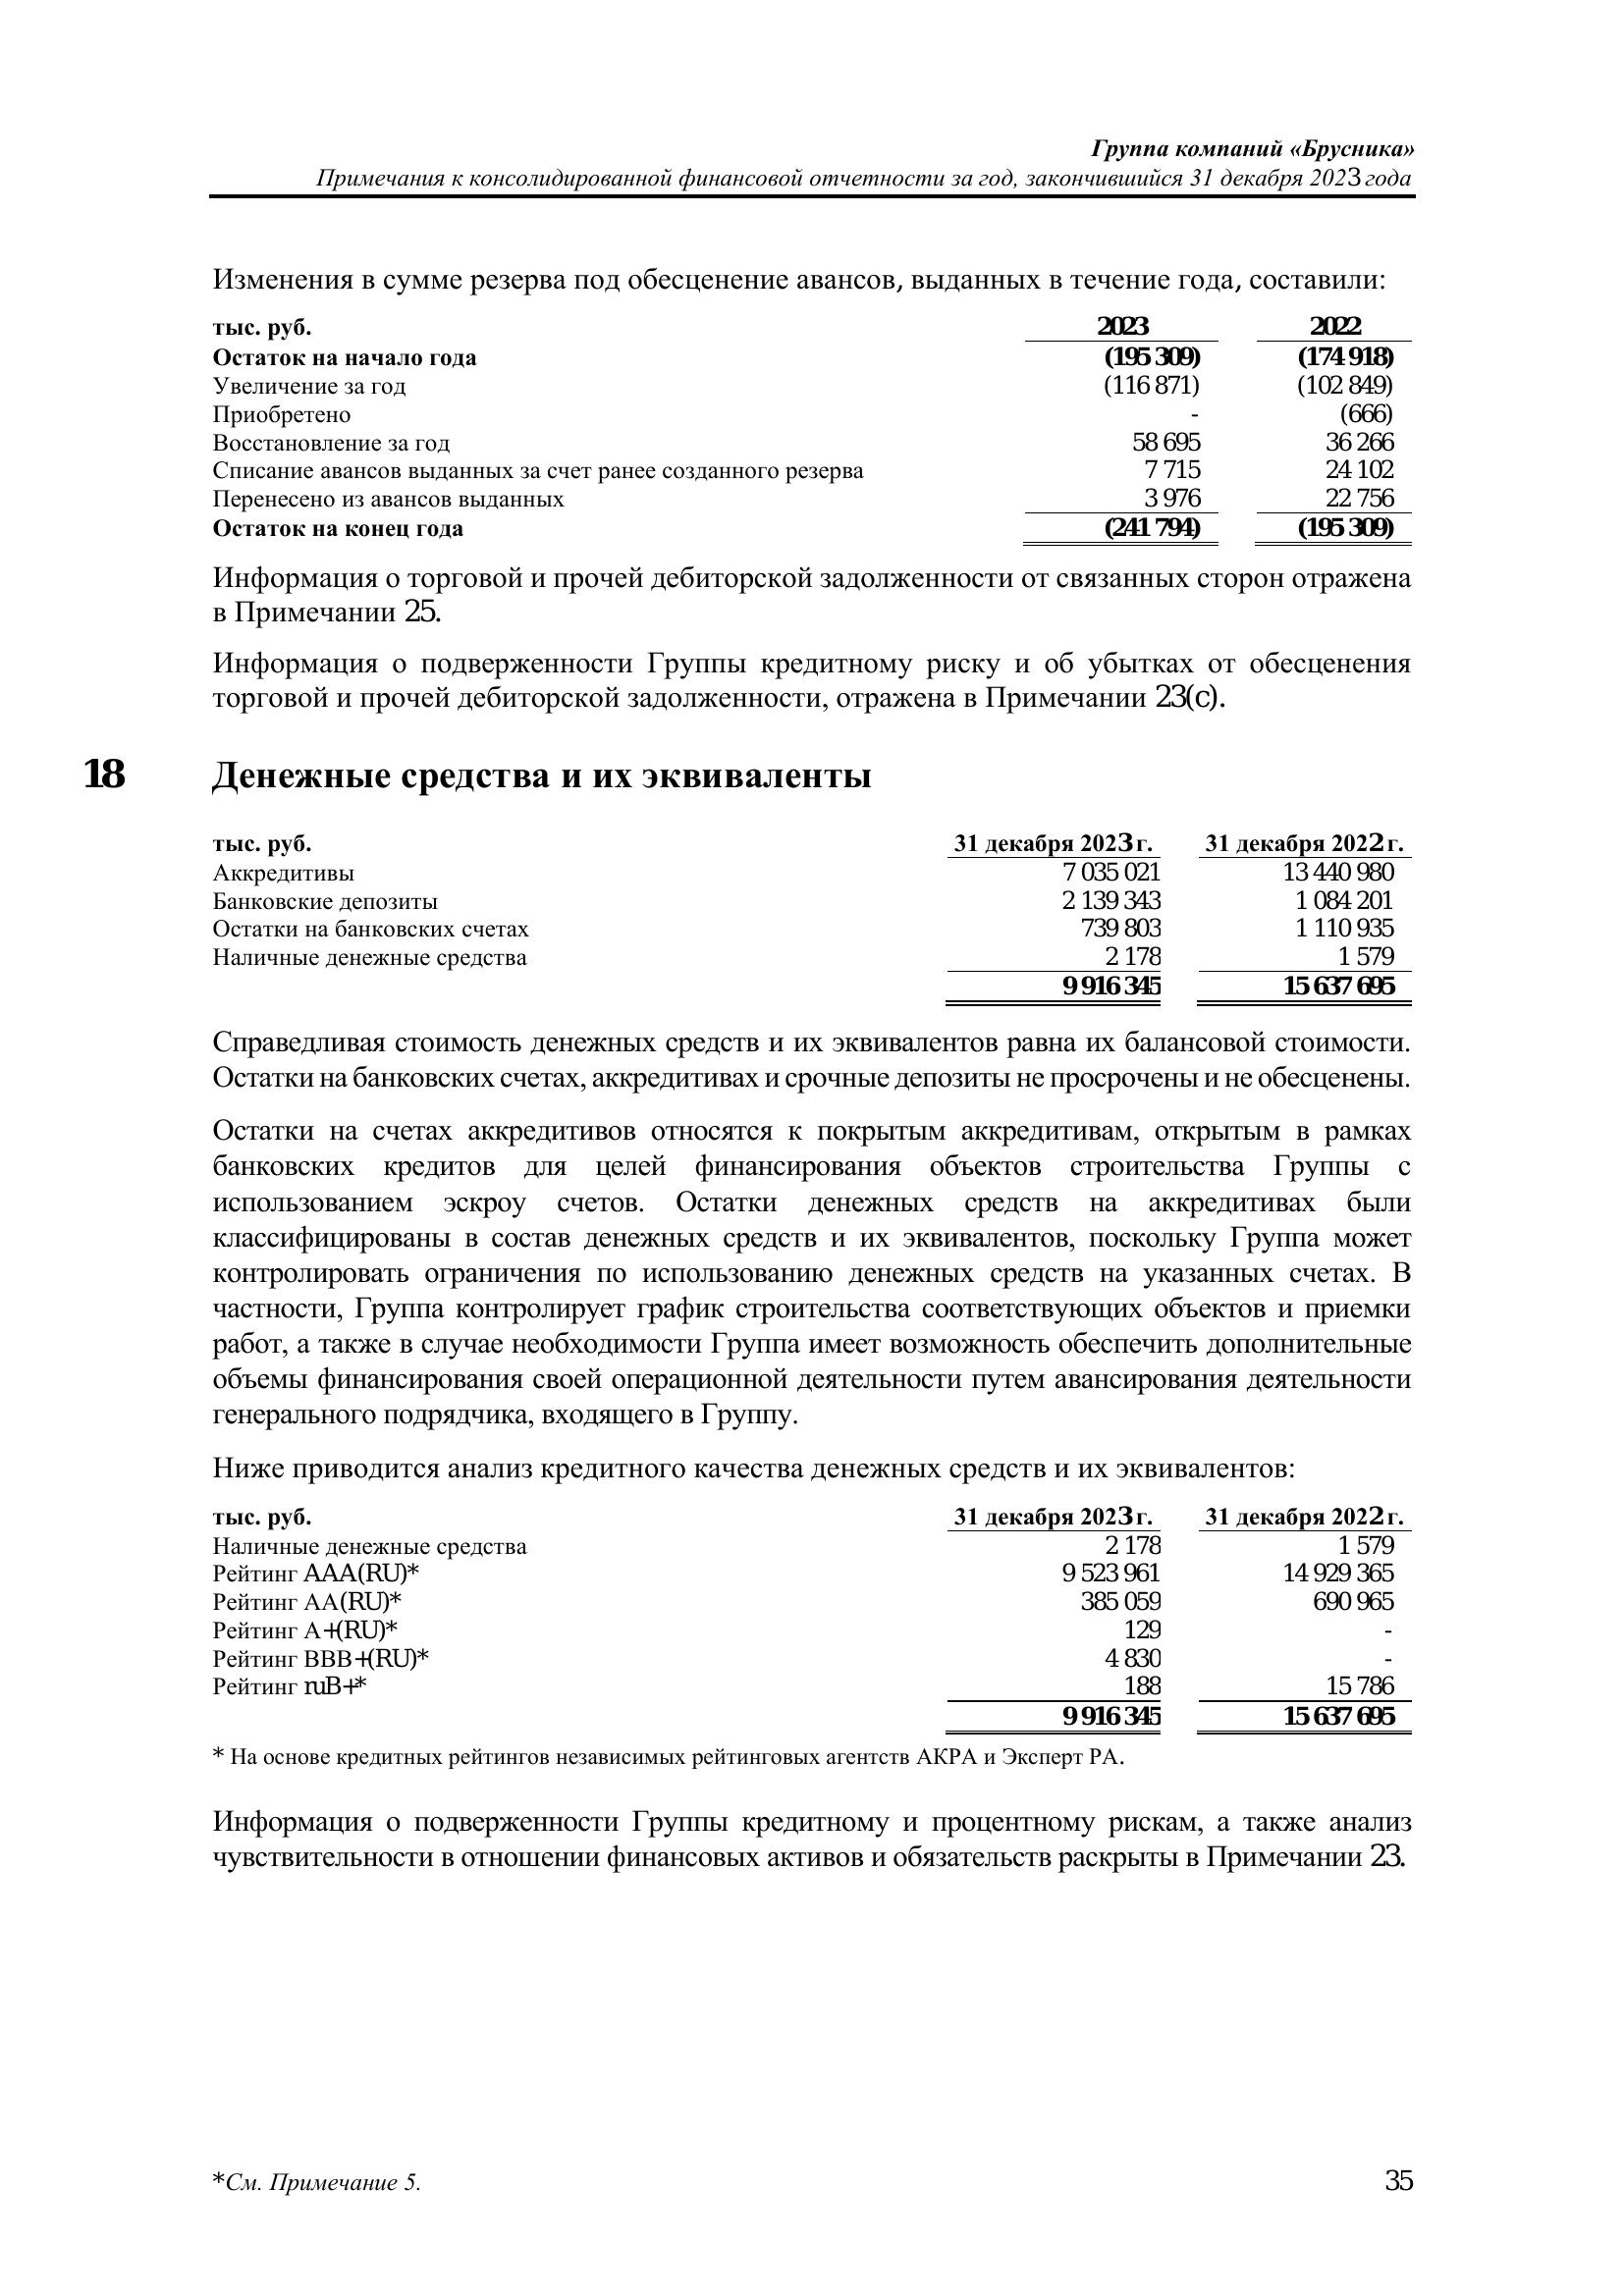 Группа компаний «Брусника»
Примечания к консолидированной финансовой отчетности за год, закончившийся 31 декабря 2023 года
Изменения в сумме резерва под обесценение авансов, выданных в течение года, составили:
тыс. руб. 2023 2022
Остаток на начало года (195 309) (174 918)
Увеличение за год (116 871) (102 849)
Приобретено - (666)
Восстановление за год 58 695 36 266
Списание авансов выданных за счет ранее созданного резерва 7 715 24 102
Перенесено из авансов выданных 3 976 22 756
Остаток на конец года (241 794) (195 309)
Информация о торговой и прочей дебиторской задолженности от связанных сторон отражена
в Примечании 25.
Информация о подверженности Группы кредитному риску и об убытках от обесценения
торговой и прочей дебиторской задолженности, отражена в Примечании 23(c).
18 Денежные средства и их эквиваленты
тыс. руб. 31 декабря 2023 г. 31 декабря 2022 г.
Аккредитивы 7 035 021 13 440 980
Банковские депозиты 2 139 343 1 084 201
Остатки на банковских счетах 739 803 1 110 935
Наличные денежные средства 2 178 1 579
9 916 345 15 637 695
Справедливая стоимость денежных средств и их эквивалентов равна их балансовой стоимости.
Остатки на банковских счетах, аккредитивах и срочные депозиты не просрочены и не обесценены.
Остатки на счетах аккредитивов относятся к покрытым аккредитивам, открытым в рамках
банковских кредитов для целей финансирования объектов строительства Группы с
использованием эскроу счетов. Остатки денежных средств на аккредитивах были
классифицированы в состав денежных средств и их эквивалентов, поскольку Группа может
контролировать ограничения по использованию денежных средств на указанных счетах. В
частности, Группа контролирует график строительства соответствующих объектов и приемки
работ, а также в случае необходимости Группа имеет возможность обеспечить дополнительные
объемы финансирования своей операционной деятельности путем авансирования деятельности
генерального подрядчика, входящего в Группу.
Ниже приводится анализ кредитного качества денежных средств и их эквивалентов:
тыс. руб. 31 декабря 2023 г. 31 декабря 2022 г.
Наличные денежные средства 2 178 1 579
Рейтинг AAA(RU)* 9 523 961 14 929 365
Рейтинг АА(RU)* 385 059 690 965
Рейтинг А+(RU)* 129 -
Рейтинг BBB+(RU)* 4 830 -
Рейтинг ruB+* 188 15 786
9 916 345 15 637 695
* На основе кредитных рейтингов независимых рейтинговых агентств АКРА и Эксперт РА.
Информация о подверженности Группы кредитному и процентному рискам, а также анализ
чувствительности в отношении финансовых активов и обязательств раскрыты в Примечании 23.
*См. Примечание 5. 35